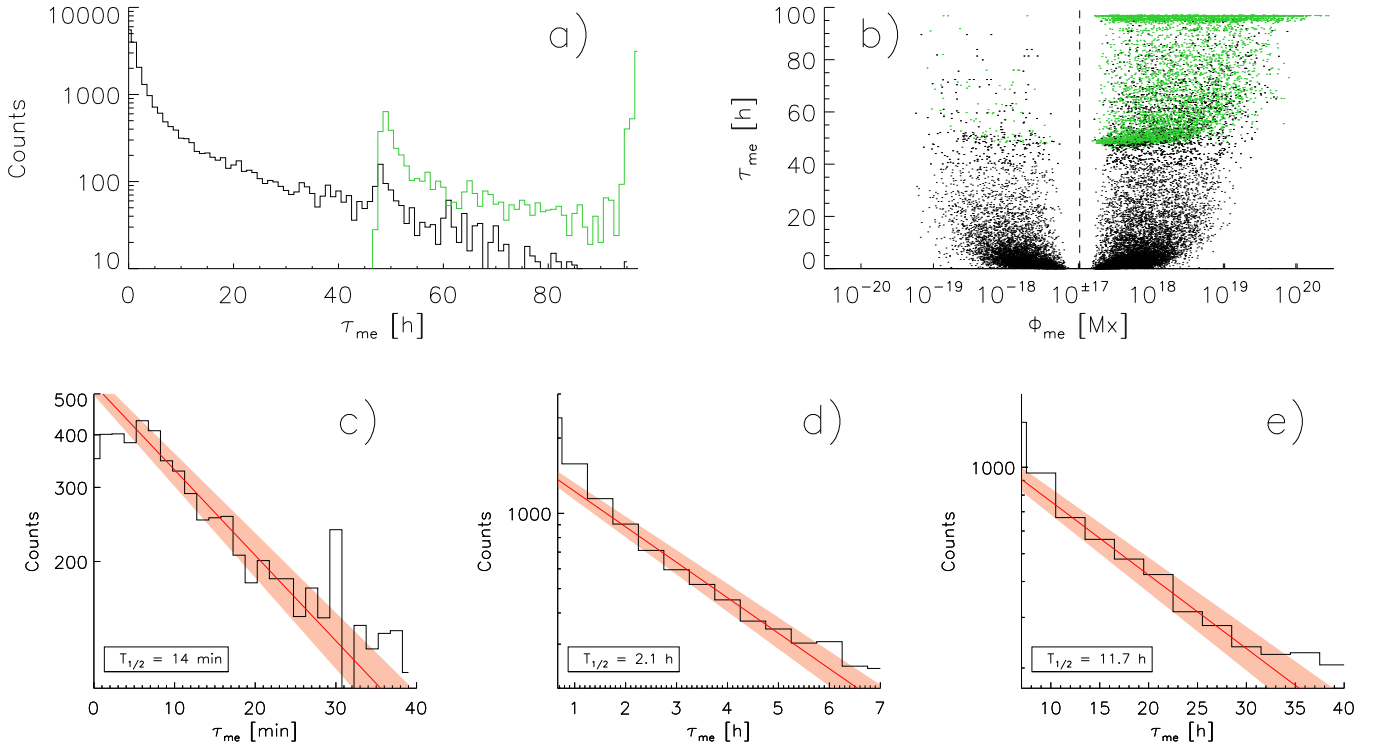 a)
10000
1000
100
10
Counts
0 20 40 60 80
τme [h]
b)
100
80
60
40
20
0
τme [h]
10⁻²⁰ 10⁻¹⁹ 10⁻¹⁸ 10±¹⁷ 10¹⁸ 10¹⁹ 10²⁰
Φme [Mx]
c)
500
400
300
200
Counts
T1/2 = 14 min
0 10 20 30 40
τme [min]
d)
1000
Counts
T1/2 = 2.1 h
1 2 3 4 5 6 7
τme [h]
e)
1000
Counts
T1/2 = 11.7 h
10 15 20 25 30 35 40
τme [h]